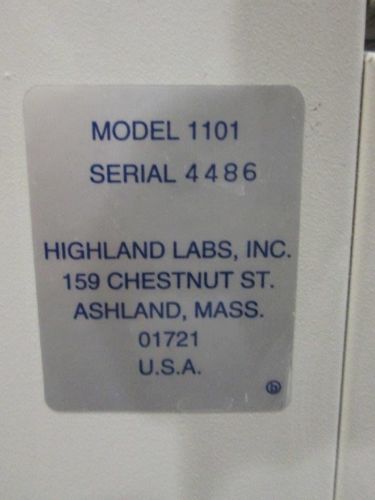 MODEL 1101
SERIAL 4486
HIGHLAND LABS, INC.
159 CHESTNUT ST.
ASHLAND, MASS.
01721
U.S.A.